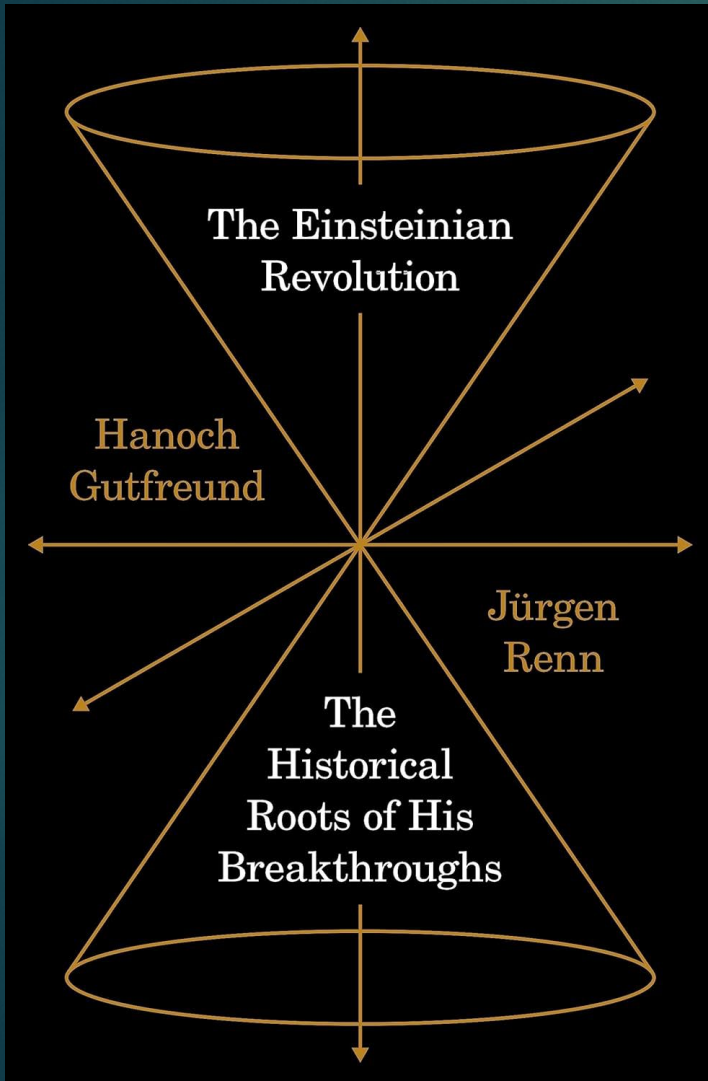 The Einsteinian
Revolution
Hanoch
Gutfreund
Jürgen
Renn
The
Historical
Roots of His
Breakthroughs